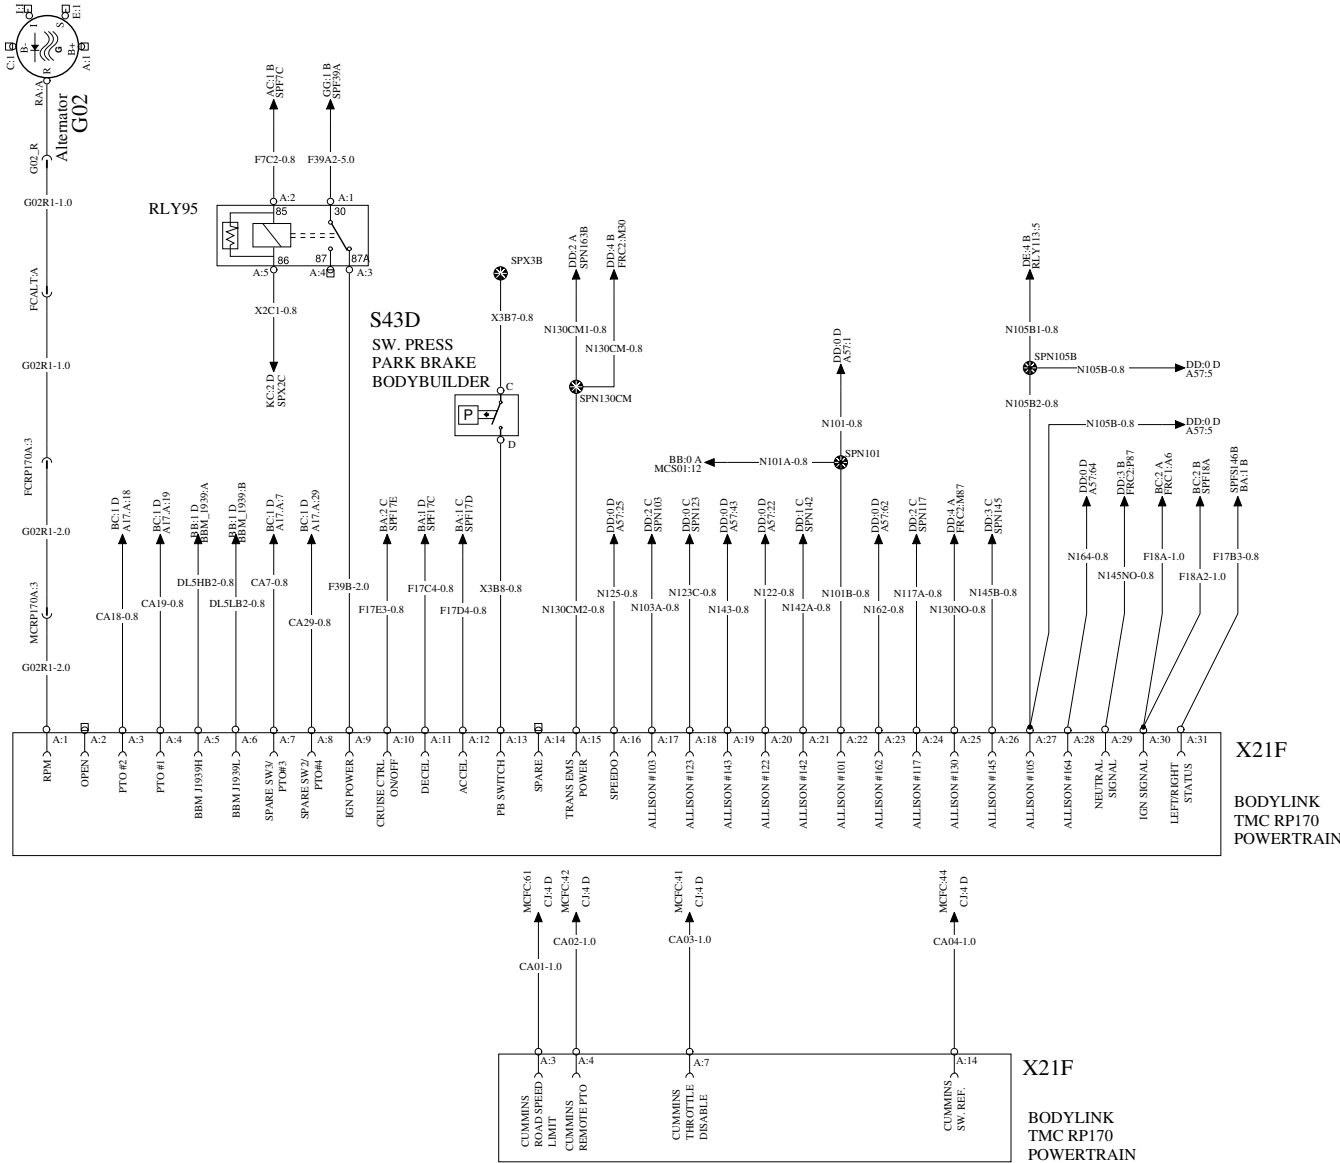 I:1
E:1
I
S
C:1
B-
G
B+
A:1
R
RA:A
Alternator
G02
G02_R
G02R1-1.0
FCALT:A
G02R1-1.0
FCRP170A:3
G02R1-2.0
MCRP170A:3
G02R1-2.0
AC:1 B
SPF7C
GG:1 B
SPF39A
F7C2-0.8
F39A2-5.0
RLY95
A:2
A:1
85
30
86
87
87A
A:5
A:4
A:3
X2C1-0.8
KC:2 D
SPX2C
S43D
SW. PRESS
PARK BRAKE
BODYBUILDER
SPX3B
X3B7-0.8
C
P
D
DD:2 A
SPN163B
DD:4 B
FRC2:M30
N130CM1-0.8
N130CM-0.8
SPN130CM
DD:0 D
A57:1
N101-0.8
BB:0 A
MCS01:12
N101A-0.8
SPN101
DE:4 B
RLY113:5
N105B1-0.8
SPN105B
N105B-0.8
DD:0 D
A57:5
N105B2-0.8
N105B-0.8
DD:0 D
A57:5
BC:1 D
A17.A:18
BC:1 D
A17.A:19
BB:1 D
BBM_1939:A
BB:1 D
BBM_1939:B
BC:1 D
A17.A:7
BC:1 D
A17.A:29
BA:2 C
SPF17E
BA:1 D
SPF17C
BA:1 C
SPF17D
DD:0 D
A57:25
DD:2 C
SPN103
DD:0 C
SPN123
DD:0 D
A57:43
DD:0 D
A57:22
DD:1 C
SPN142
DD:0 D
A57:62
DD:2 C
SPN117
DD:4 A
FRC2:M87
DD:3 C
SPN145
DD:0 D
A57:64
DD:3 B
FRC2:P87
BC:2 A
FRC1:A6
BC:2 B
SPF18A
SPFS146B
BA:1 B
CA18-0.8
CA19-0.8
DL5HB2-0.8
DL5LB2-0.8
CA7-0.8
CA29-0.8
F39B-2.0
F17E3-0.8
F17C4-0.8
F17D4-0.8
X3B8-0.8
N130CM2-0.8
N125-0.8
N103A-0.8
N123C-0.8
N143-0.8
N122-0.8
N142A-0.8
N101B-0.8
N162-0.8
N117A-0.8
N130NO-0.8
N145B-0.8
N164-0.8
N145NO-0.8
F18A-1.0
F18A2-1.0
F17B3-0.8
A:1
A:2
A:3
A:4
A:5
A:6
A:7
A:8
A:9
A:10
A:11
A:12
A:13
A:14
A:15
A:16
A:17
A:18
A:19
A:20
A:21
A:22
A:23
A:24
A:25
A:26
A:27
A:28
A:29
A:30
A:31
RPM
OPEN
PTO #2
PTO #1
BBM J1939H
BBM J1939L
SPARE SW3/
PTO#3
SPARE SW2/
PTO#4
IGN POWER
CRUISE CTRL
ON/OFF
DECEL
ACCEL
PB SWITCH
SPARE
TRANS EMS
POWER
SPEEDO
ALLISON #103
ALLISON #123
ALLISON #143
ALLISON #122
ALLISON #142
ALLISON #101
ALLISON #162
ALLISON #117
ALLISON #130
ALLISON #145
ALLISON #105
ALLISON #164
NEUTRAL
SIGNAL
IGN SIGNAL
LEFT/RIGHT
STATUS
X21F
BODYLINK
TMC RP170
POWERTRAIN
MCFC:61
CJ:4 D
MCFC:42
CJ:4 D
MCFC:41
CJ:4 D
MCFC:44
CJ:4 D
CA01-1.0
CA02-1.0
CA03-1.0
CA04-1.0
A:3
A:4
A:7
A:14
CUMMINS
ROAD SPEED
LIMIT
CUMMINS
REMOTE PTO
CUMMINS
THROTTLE
DISABLE
CUMMINS
SW. REF.
X21F
BODYLINK
TMC RP170
POWERTRAIN